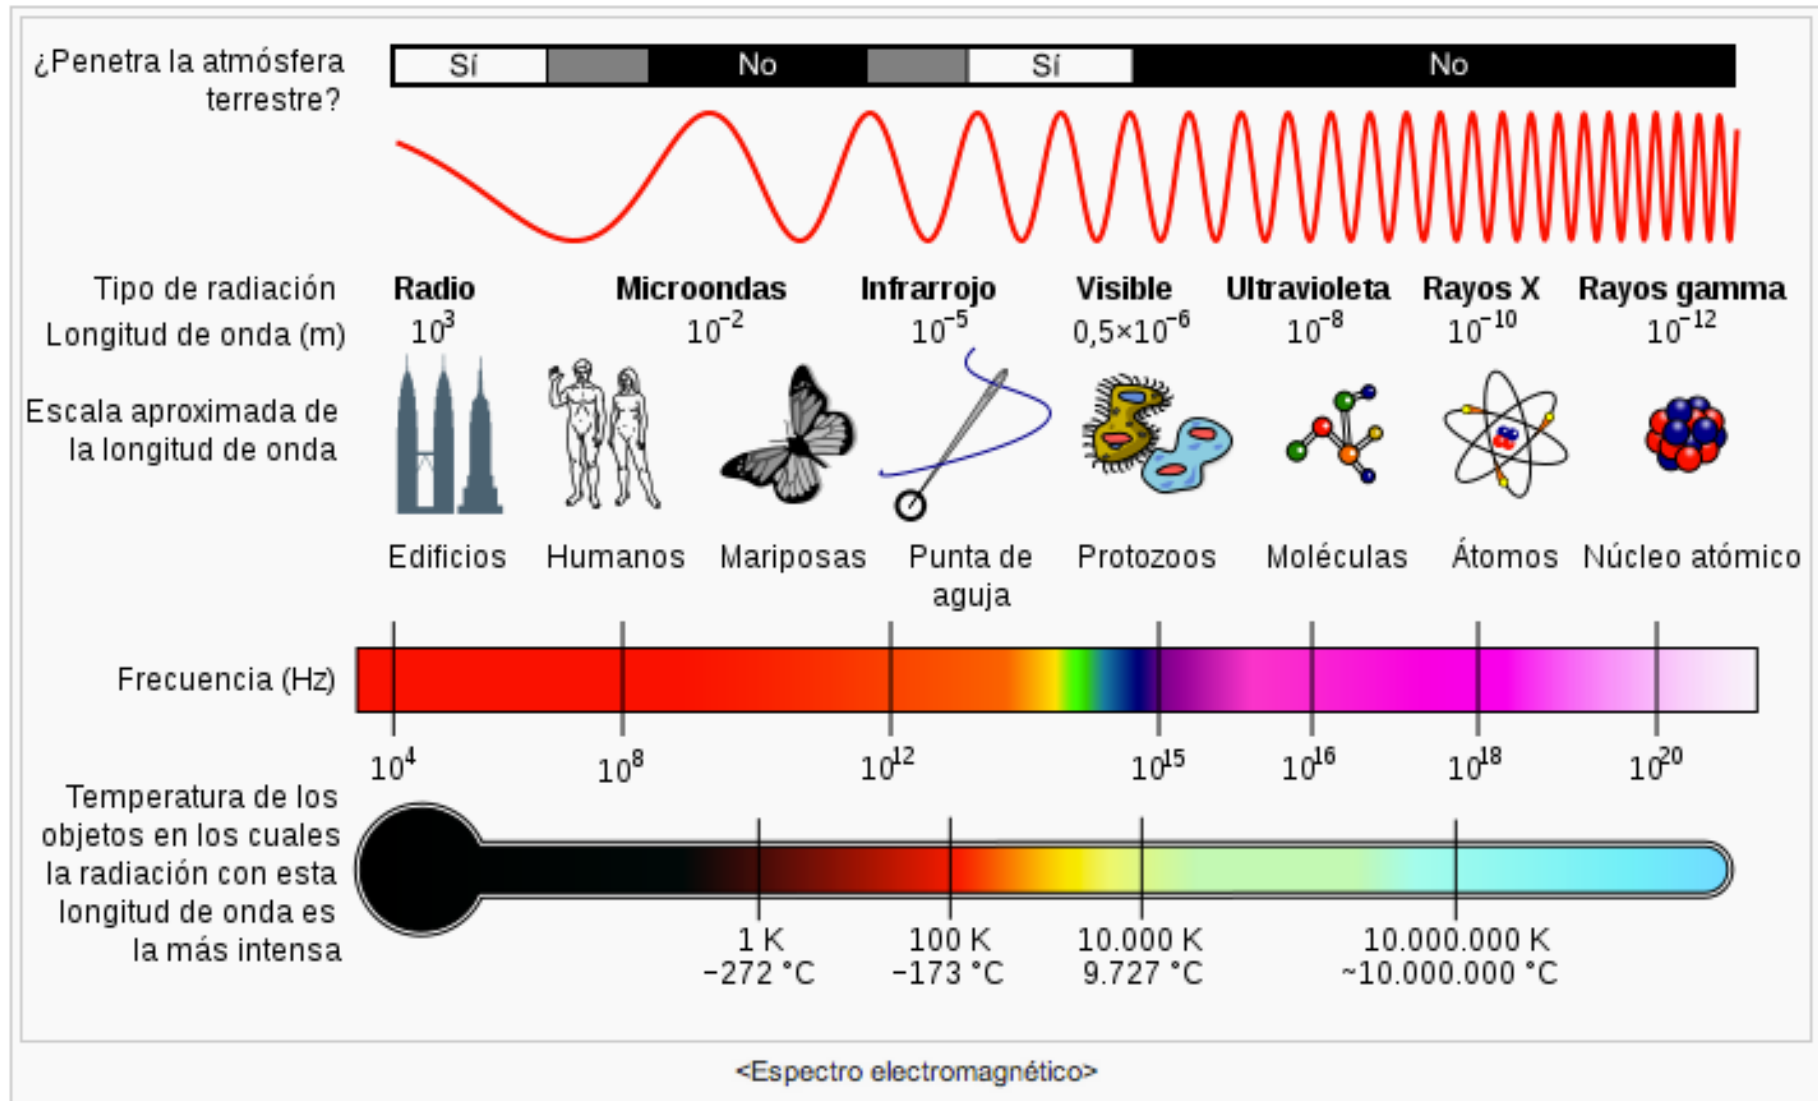 ¿Penetra la atmósfera
terrestre?
Sí
No
Sí
No
Tipo de radiación
Radio
Microondas
Infrarrojo
Visible
Ultravioleta
Rayos X
Rayos gamma
Longitud de onda (m)
10³
10⁻²
10⁻⁵
0,5×10⁻⁶
10⁻⁸
10⁻¹⁰
10⁻¹²
Escala aproximada de
la longitud de onda
Edificios
Humanos
Mariposas
Punta de
aguja
Protozoos
Moléculas
Átomos
Núcleo atómico
Frecuencia (Hz)
10⁴
10⁸
10¹²
10¹⁵
10¹⁶
10¹⁸
10²⁰
Temperatura de los
objetos en los cuales
la radiación con esta
longitud de onda es
la más intensa
1 K
−272 °C
100 K
−173 °C
10.000 K
9.727 °C
10.000.000 K
~10.000.000 °C
<Espectro electromagnético>